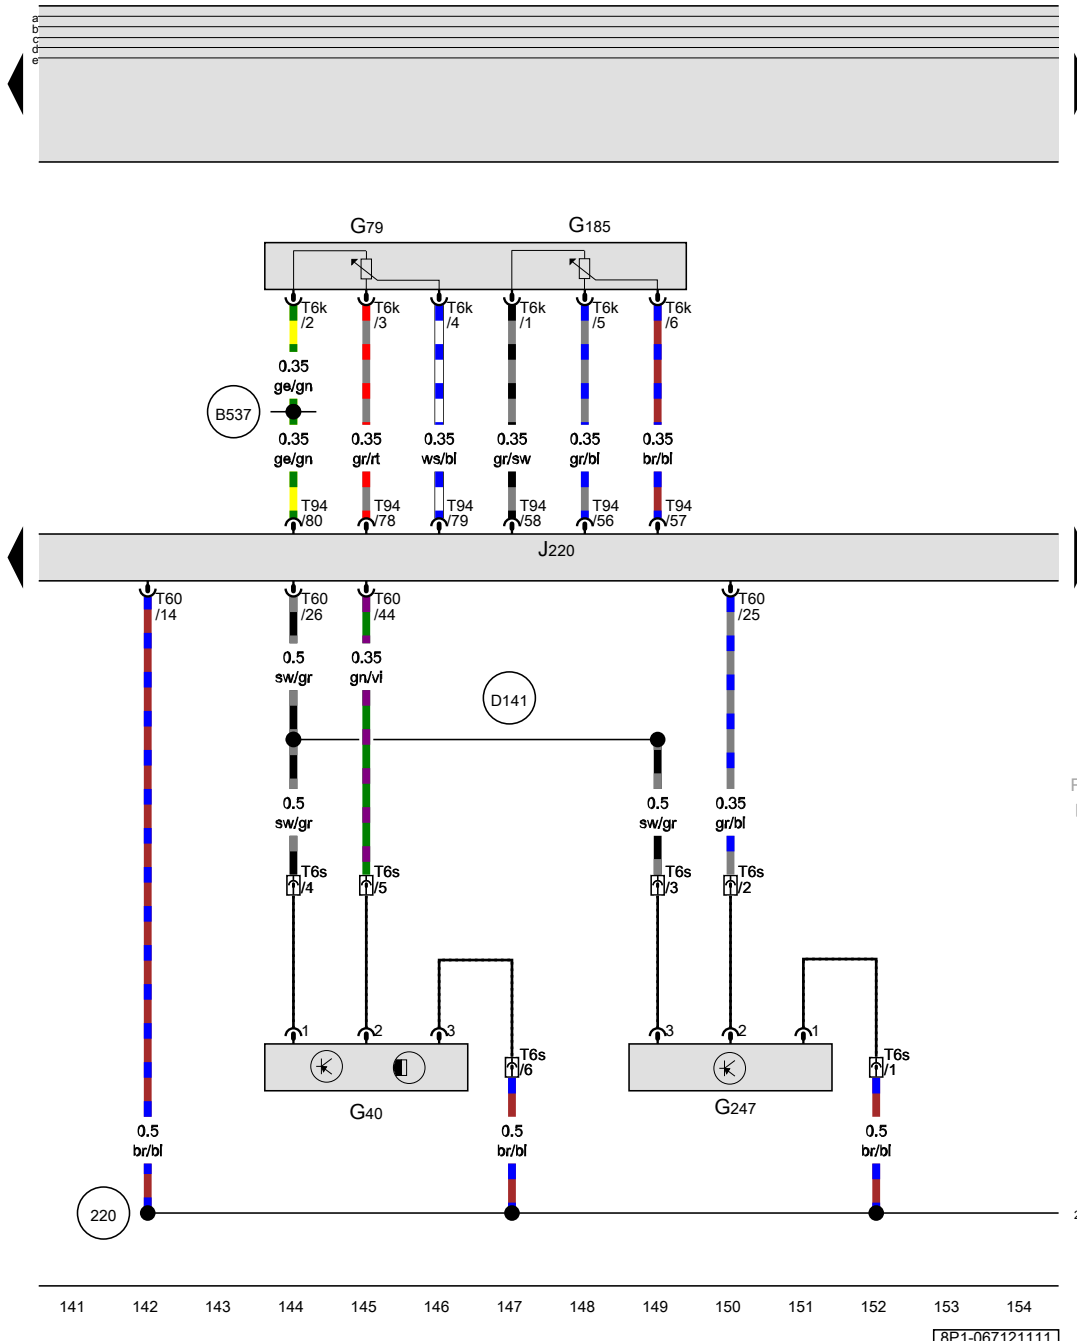 a
b
c
d
e
G79 G185
T6k T6k T6k T6k T6k T6k
/2 /3 /4 /1 /5 /6
0.35
ge/gn
B537
0.35 0.35 0.35 0.35 0.35 0.35
ge/gn gr/rt ws/bl gr/sw gr/bl br/bl
T94 T94 T94 T94 T94 T94
/80 /78 /79 /58 /56 /57
J220
T60 T60 T60 T60
/14 /26 /44 /25
0.5 0.35
sw/gr gn/vi
D141
0.5 0.5 0.35
sw/gr sw/gr gr/bl
T6s T6s T6s T6s
/4 /5 /3 /2
1 2 3 3 2 1
T6s T6s
/6 /1
G40 G247
0.5 0.5 0.5
br/bl br/bl br/bl
220
141 142 143 144 145 146 147 148 149 150 151 152 153 154
8P1-067121111